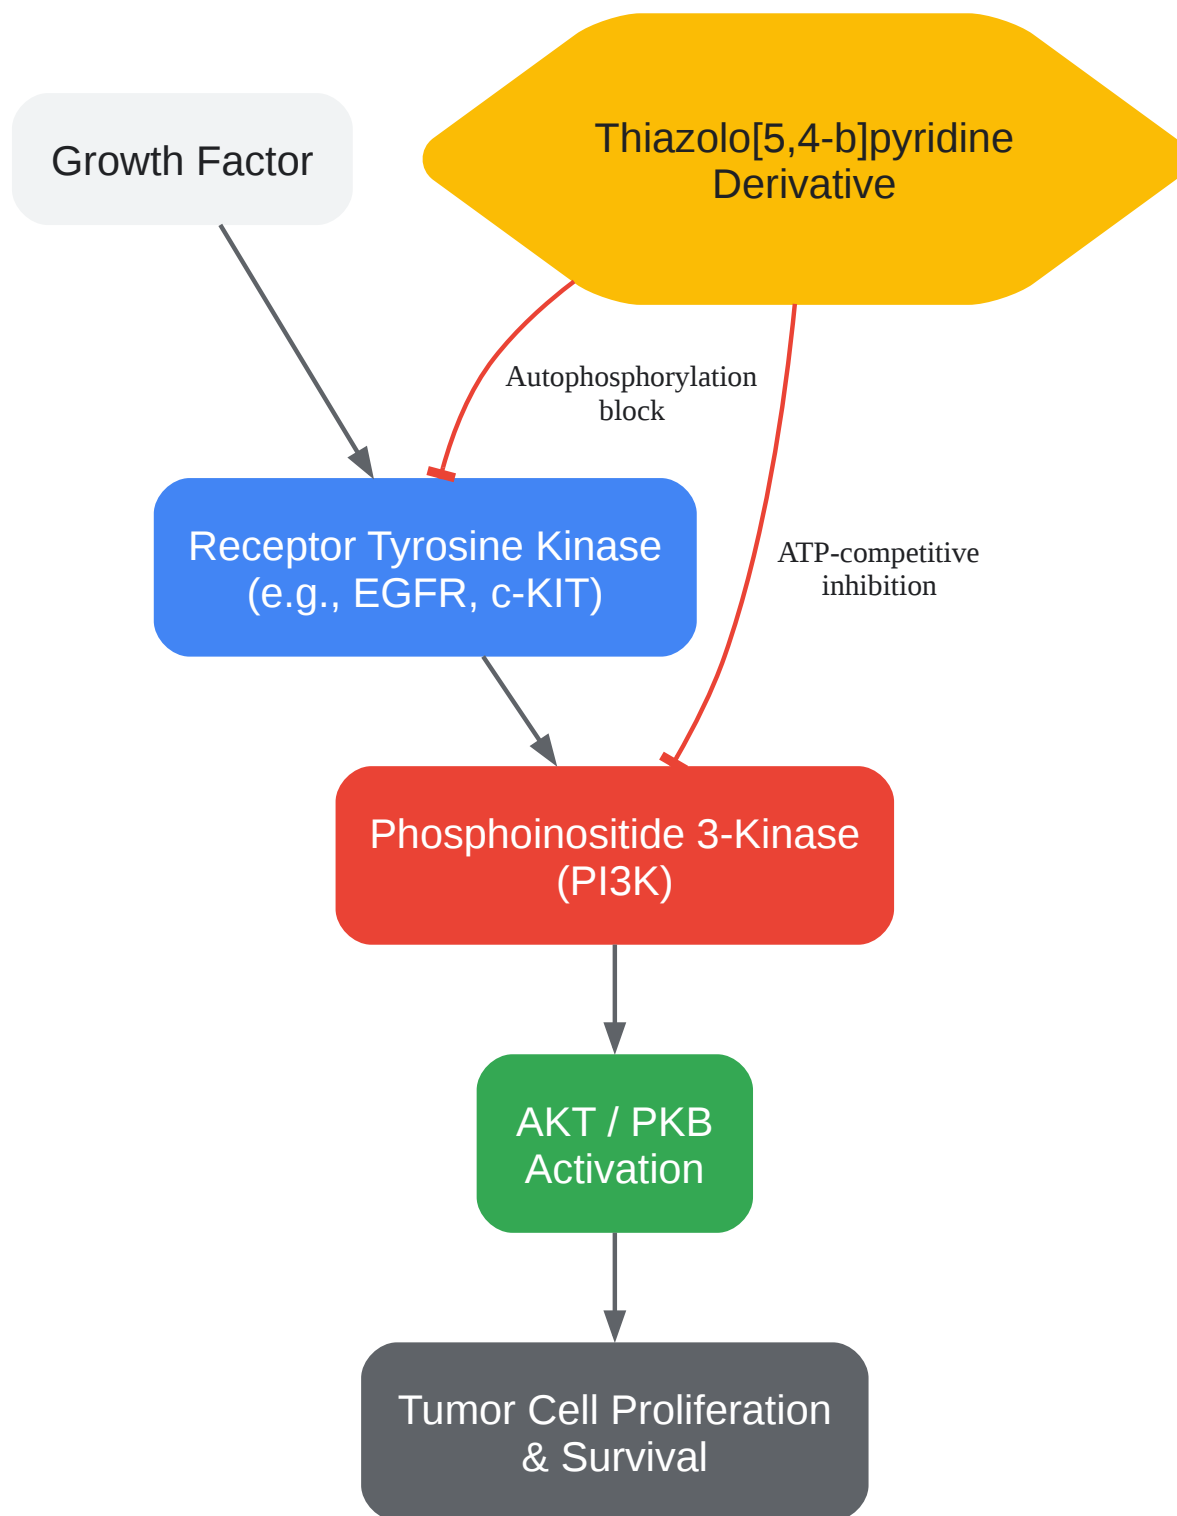 Growth Factor
Thiazolo[5,4-b]pyridine
Derivative
Autophosphorylation
block
Receptor Tyrosine Kinase
(e.g., EGFR, c-KIT)
ATP-competitive
inhibition
Phosphoinositide 3-Kinase
(PI3K)
AKT / PKB
Activation
Tumor Cell Proliferation
& Survival